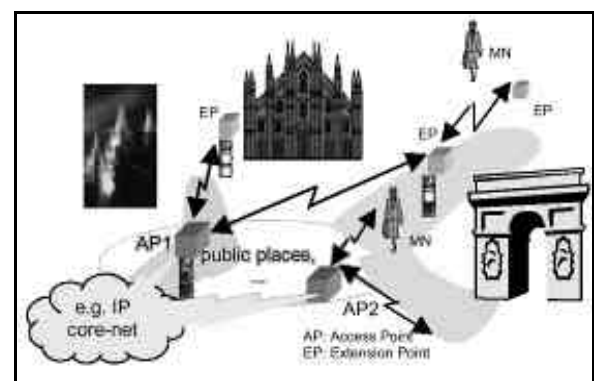 MN
EP
EP
EP
AP1
public places,
MN
e.g. IP
core-net
AP2
AP: Access Point
EP: Extension Point